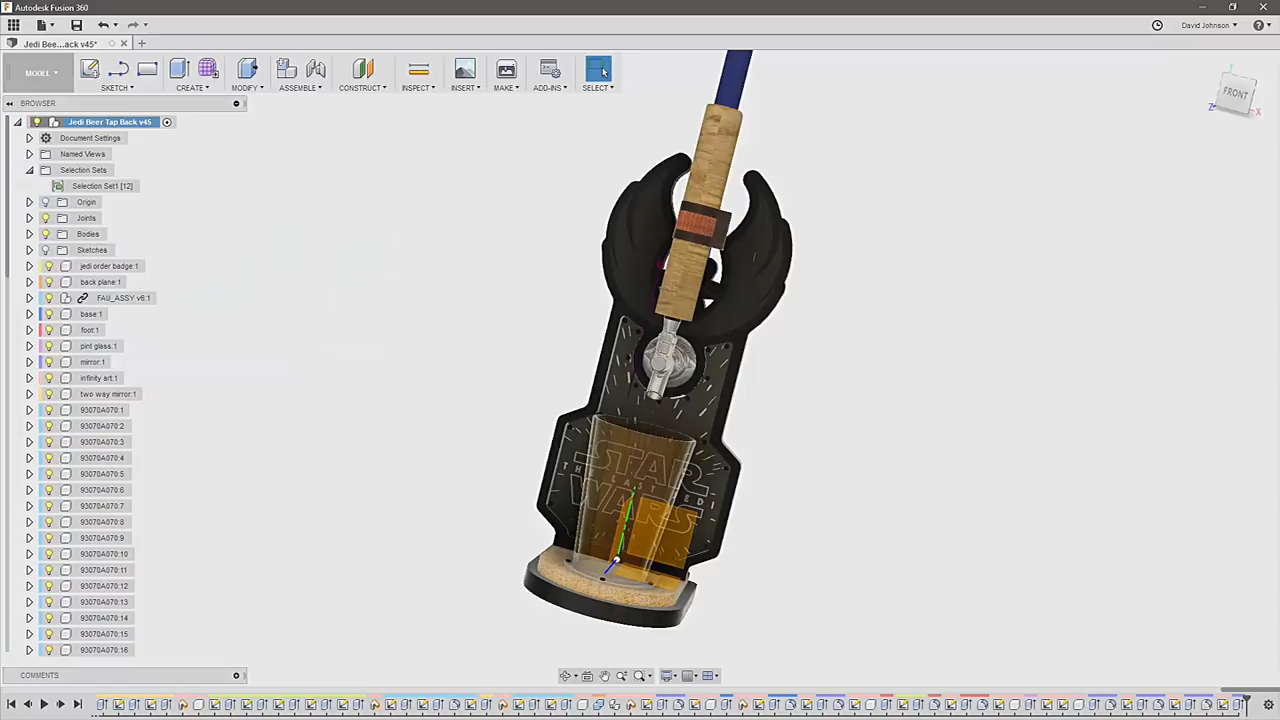 Autodesk Fusion 360
David Johnson
Jedi Bee...ack v45*
MODEL
SKETCH
CREATE
MODIFY
ASSEMBLE
CONSTRUCT
INSPECT
INSERT
MAKE
ADD-INS
SELECT
FRONT
Z
X
Y
BROWSER
Jedi Beer Tap Back v45
Document Settings
Named Views
Selection Sets
Selection Set1 [12]
Origin
Joints
Bodies
Sketches
jedi order badge:1
back plane:1
FAU_ASSY v6:1
base:1
foot:1
pint glass:1
mirror:1
infinity art:1
two way mirror:1
93070A070:1
93070A070:2
93070A070:3
93070A070:4
93070A070:5
93070A070:6
93070A070:7
93070A070:8
93070A070:9
93070A070:10
93070A070:11
93070A070:12
93070A070:13
93070A070:14
93070A070:15
93070A070:16
STAR
THE LAST JEDI
WARS
COMMENTS